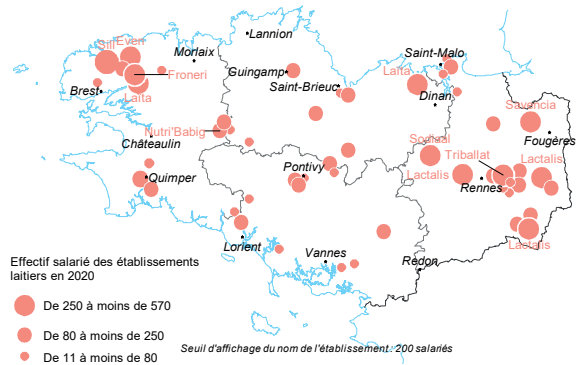 Lannion
Sill
Even
Morlaix
Saint-Malo
Guingamp
Froneri
Laïta
Brest
Saint-Brieuc
Laïta
Dinan
Savencia
Nutri'Babig
Châteaulin
Sodiaal
Fougères
Triballat
Lactalis
Pontivy
Lactalis
Quimper
Rennes
Lorient
Vannes
Lactalis
Redon
Effectif salarié des établissements
laitiers en 2020
De 250 à moins de 570
De 80 à moins de 250
De 11 à moins de 80
Seuil d'affichage du nom de l'établissement : 200 salariés